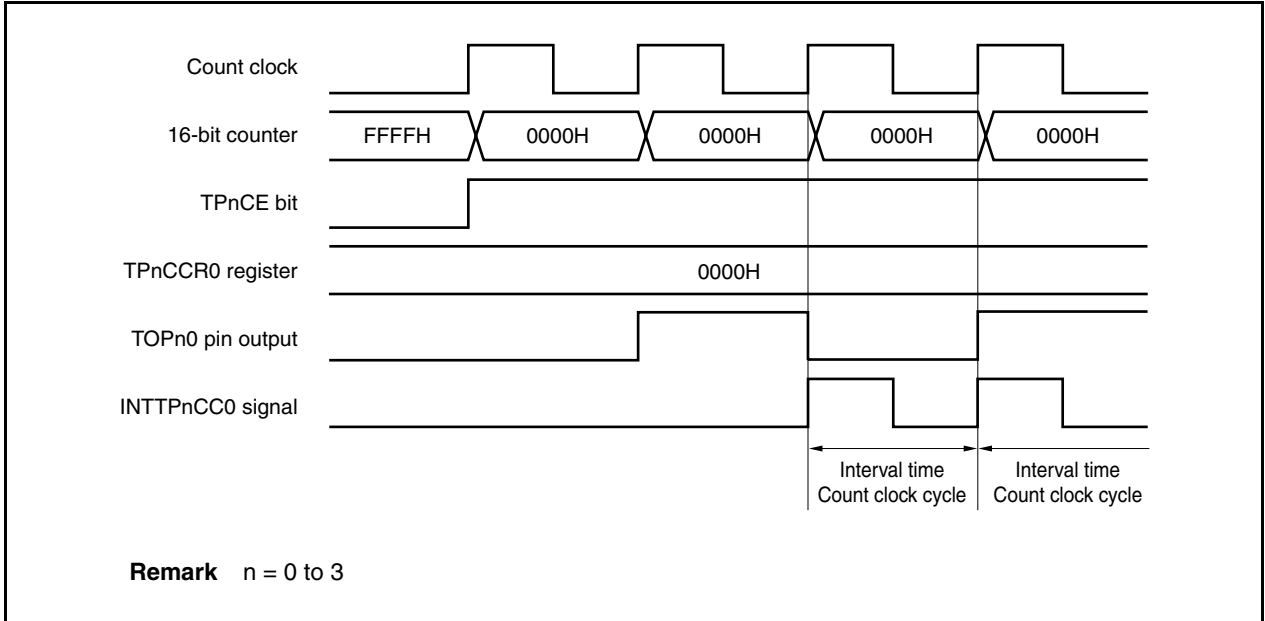 Count clock
16-bit counter FFFFH 0000H 0000H 0000H 0000H
TPnCE bit
TPnCCR0 register 0000H
TOPn0 pin output
INTTPnCC0 signal
Interval time Interval time
Count clock cycle Count clock cycle
Remark n = 0 to 3